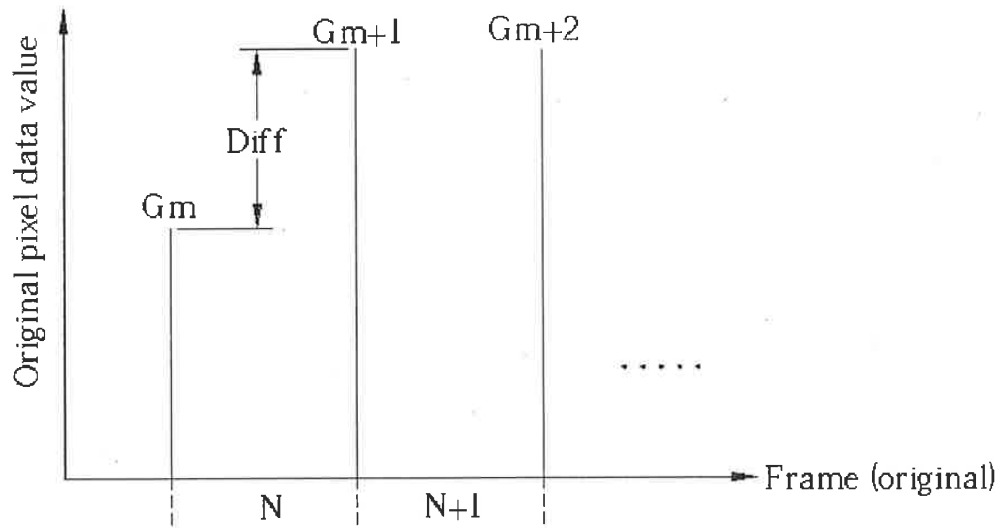 Original pixel data value
Gm+1
Gm+2
Diff
Gm
.....
Frame (original)
N
N+1